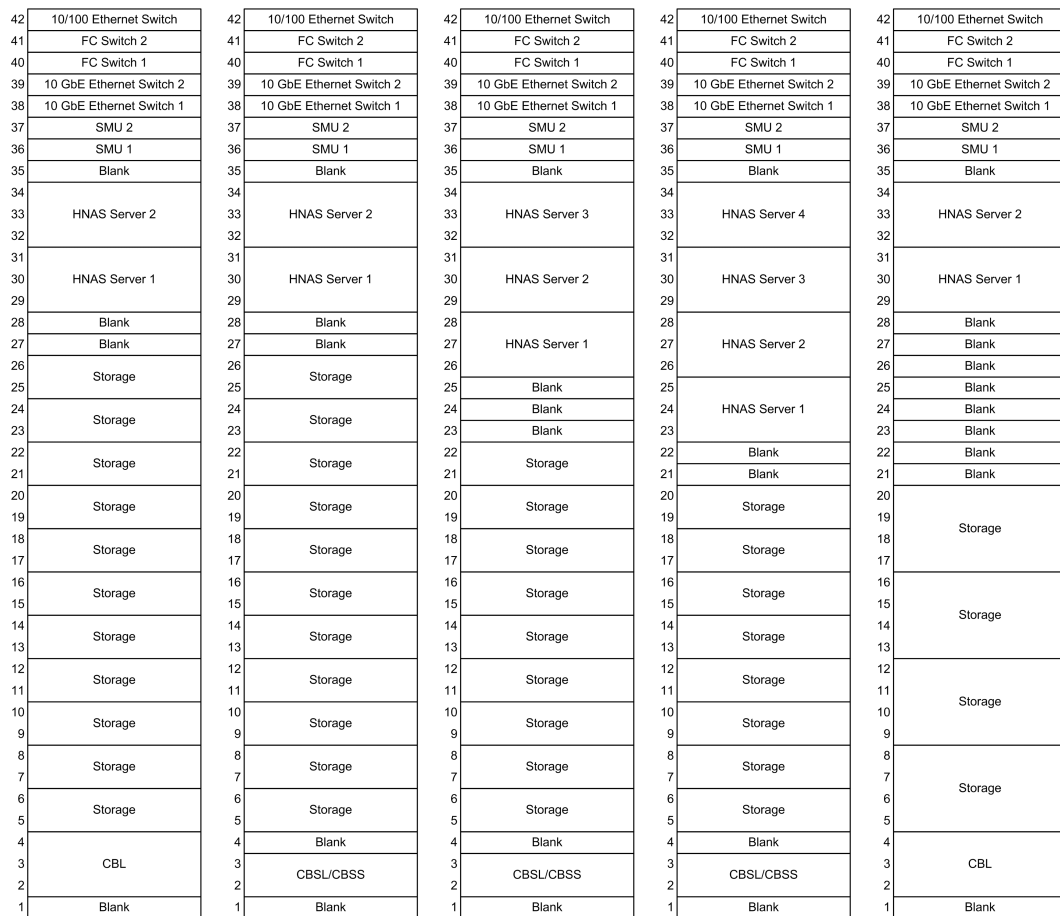 42 10/100 Ethernet Switch
41 FC Switch 2
40 FC Switch 1
39 10 GbE Ethernet Switch 2
38 10 GbE Ethernet Switch 1
37 SMU 2
36 SMU 1
35 Blank
34
33 HNAS Server 2
32
31
30 HNAS Server 1
29
28 Blank
27 Blank
26
Storage
25
24
Storage
23
22
Storage
21
20
Storage
19
18
Storage
17
16
Storage
15
14
Storage
13
12
Storage
11
10
Storage
9
8
Storage
7
6
Storage
5
4
3 CBL
2
1 Blank
42 10/100 Ethernet Switch
41 FC Switch 2
40 FC Switch 1
39 10 GbE Ethernet Switch 2
38 10 GbE Ethernet Switch 1
37 SMU 2
36 SMU 1
35 Blank
34
33 HNAS Server 2
32
31
30 HNAS Server 1
29
28 Blank
27 Blank
26
Storage
25
24
Storage
23
22
Storage
21
20
Storage
19
18
Storage
17
16
Storage
15
14
Storage
13
12
Storage
11
10
Storage
9
8
Storage
7
6
Storage
5
4 Blank
3
CBSL/CBSS
2
1 Blank
42 10/100 Ethernet Switch
41 FC Switch 2
40 FC Switch 1
39 10 GbE Ethernet Switch 2
38 10 GbE Ethernet Switch 1
37 SMU 2
36 SMU 1
35 Blank
34
33 HNAS Server 3
32
31
30 HNAS Server 2
29
28
27 HNAS Server 1
26
25 Blank
24 Blank
23 Blank
22
Storage
21
20
Storage
19
18
Storage
17
16
Storage
15
14
Storage
13
12
Storage
11
10
Storage
9
8
Storage
7
6
Storage
5
4 Blank
3
CBSL/CBSS
2
1 Blank
42 10/100 Ethernet Switch
41 FC Switch 2
40 FC Switch 1
39 10 GbE Ethernet Switch 2
38 10 GbE Ethernet Switch 1
37 SMU 2
36 SMU 1
35 Blank
34
33 HNAS Server 4
32
31
30 HNAS Server 3
29
28
27 HNAS Server 2
26
25
24 HNAS Server 1
23
22 Blank
21 Blank
20
Storage
19
18
Storage
17
16
Storage
15
14
Storage
13
12
Storage
11
10
Storage
9
8
Storage
7
6
Storage
5
4 Blank
3
CBSL/CBSS
2
1 Blank
42 10/100 Ethernet Switch
41 FC Switch 2
40 FC Switch 1
39 10 GbE Ethernet Switch 2
38 10 GbE Ethernet Switch 1
37 SMU 2
36 SMU 1
35 Blank
34
33 HNAS Server 2
32
31
30 HNAS Server 1
29
28 Blank
27 Blank
26 Blank
25 Blank
24 Blank
23 Blank
22 Blank
21 Blank
20
19
Storage
18
17
16
15
Storage
14
13
12
11
Storage
10
9
8
7
Storage
6
5
4
3 CBL
2
1 Blank